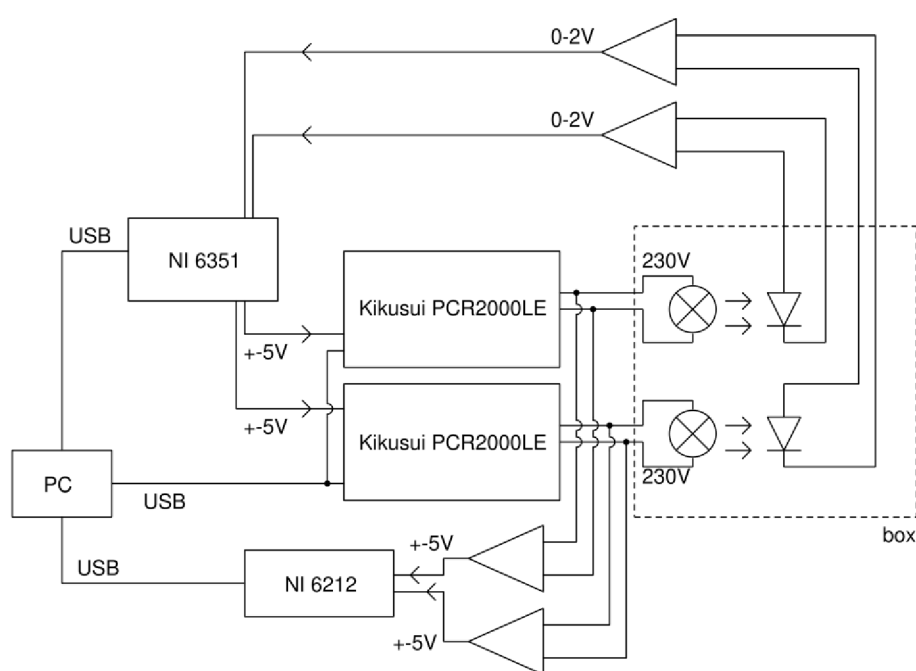 0-2V
0-2V
USB
NI 6351
230V
Kikusui PCR2000LE
+-5V
+-5V
Kikusui PCR2000LE
PC
USB
230V
box
+-5V
USB
NI 6212
+-5V